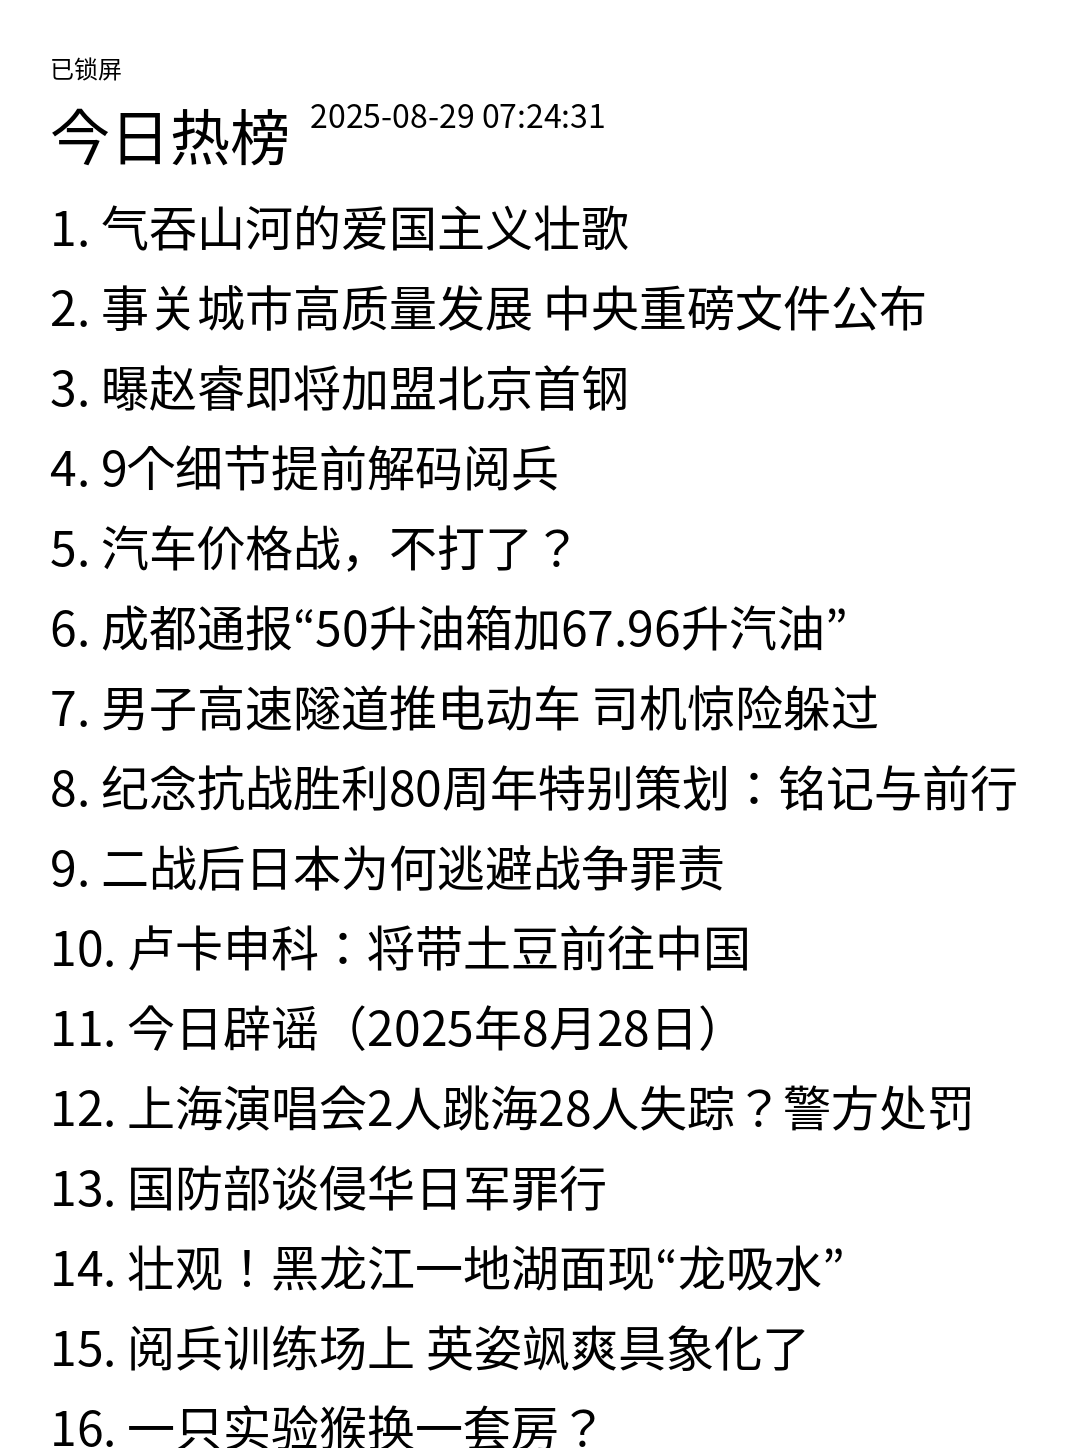 已锁屏
今日热榜 2025-08-29 07:24:31
1. 气吞山河的爱国主义壮歌
2. 事关城市高质量发展 中央重磅文件公布
3. 曝赵睿即将加盟北京首钢
4. 9个细节提前解码阅兵
5. 汽车价格战，不打了？
6. 成都通报“50升油箱加67.96升汽油”
7. 男子高速隧道推电动车 司机惊险躲过
8. 纪念抗战胜利80周年特别策划：铭记与前行
9. 二战后日本为何逃避战争罪责
10. 卢卡申科：将带土豆前往中国
11. 今日辟谣（2025年8月28日）
12. 上海演唱会2人跳海28人失踪？警方处罚
13. 国防部谈侵华日军罪行
14. 壮观！黑龙江一地湖面现“龙吸水”
15. 阅兵训练场上 英姿飒爽具象化了
16. 一只实验猴换一套房？